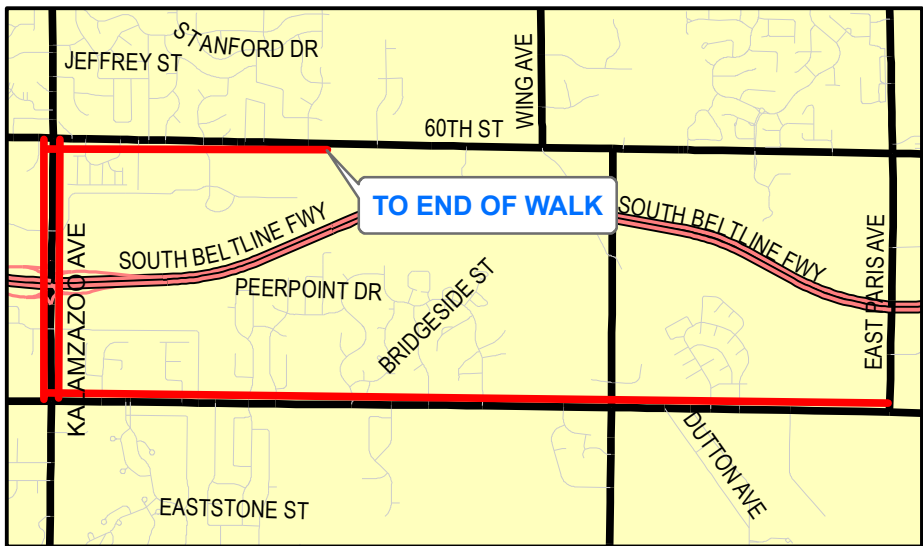 STANFORD DR
JEFFREY ST
WING AVE
60TH ST
TO END OF WALK
SOUTH BELTLINE FWY
SOUTH BELTLINE FWY
PEERPOINT DR
BRIDGESIDE ST
EAST PARIS AVE
KALAMZAZOO AVE
DUTTON AVE
EASTSTONE ST